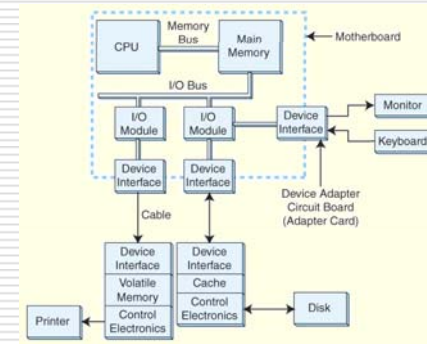 CPU
Memory
Bus
Main
Memory
Motherboard
I/O Bus
I/O
Module
I/O
Module
Device
Interface
Monitor
Keyboard
Device
Interface
Device
Interface
Device Adapter
Circuit Board
(Adapter Card)
Cable
Device
Interface
Volatile
Memory
Control
Electronics
Device
Interface
Cache
Control
Electronics
Printer
Disk